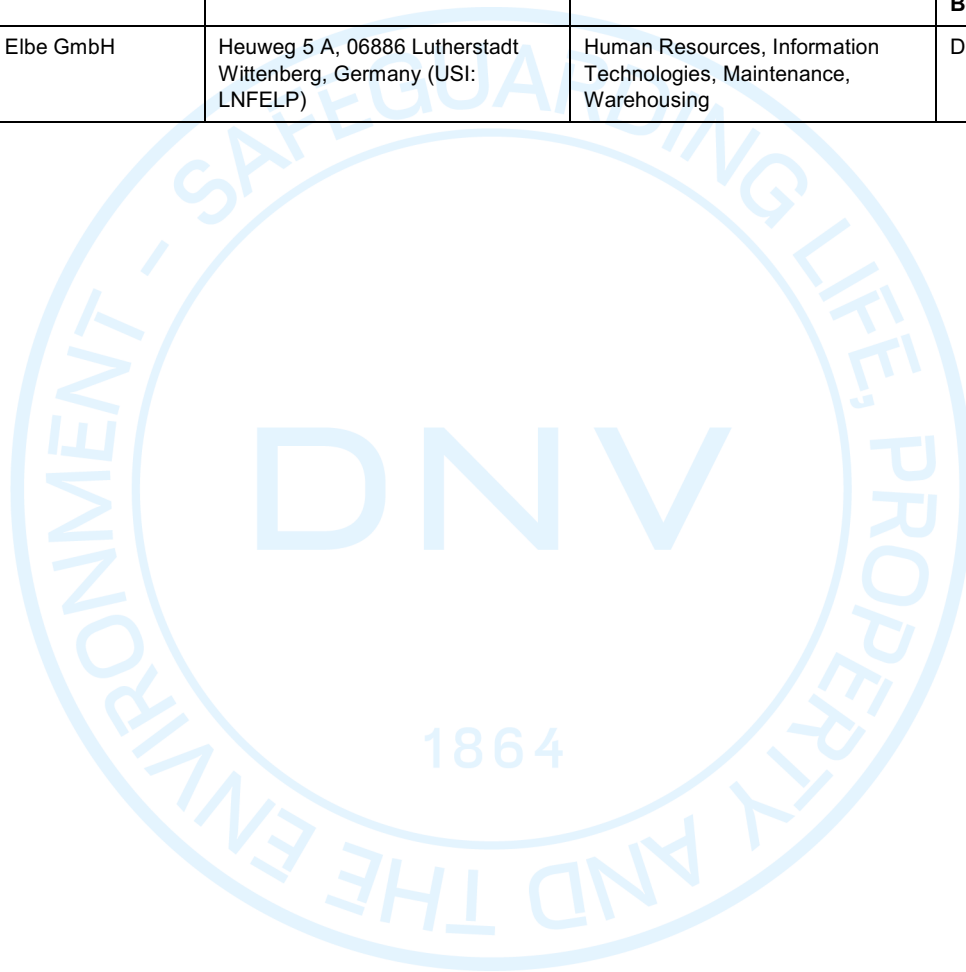 B
Elbe GmbH
Heuweg 5 A, 06886 Lutherstadt
Wittenberg, Germany (USI:
LNFELP)
Human Resources, Information
Technologies, Maintenance,
Warehousing
D
SAFEGUARDING LIFE, PROPERTY AND THE ENVIRONMENT -
DNV
1864